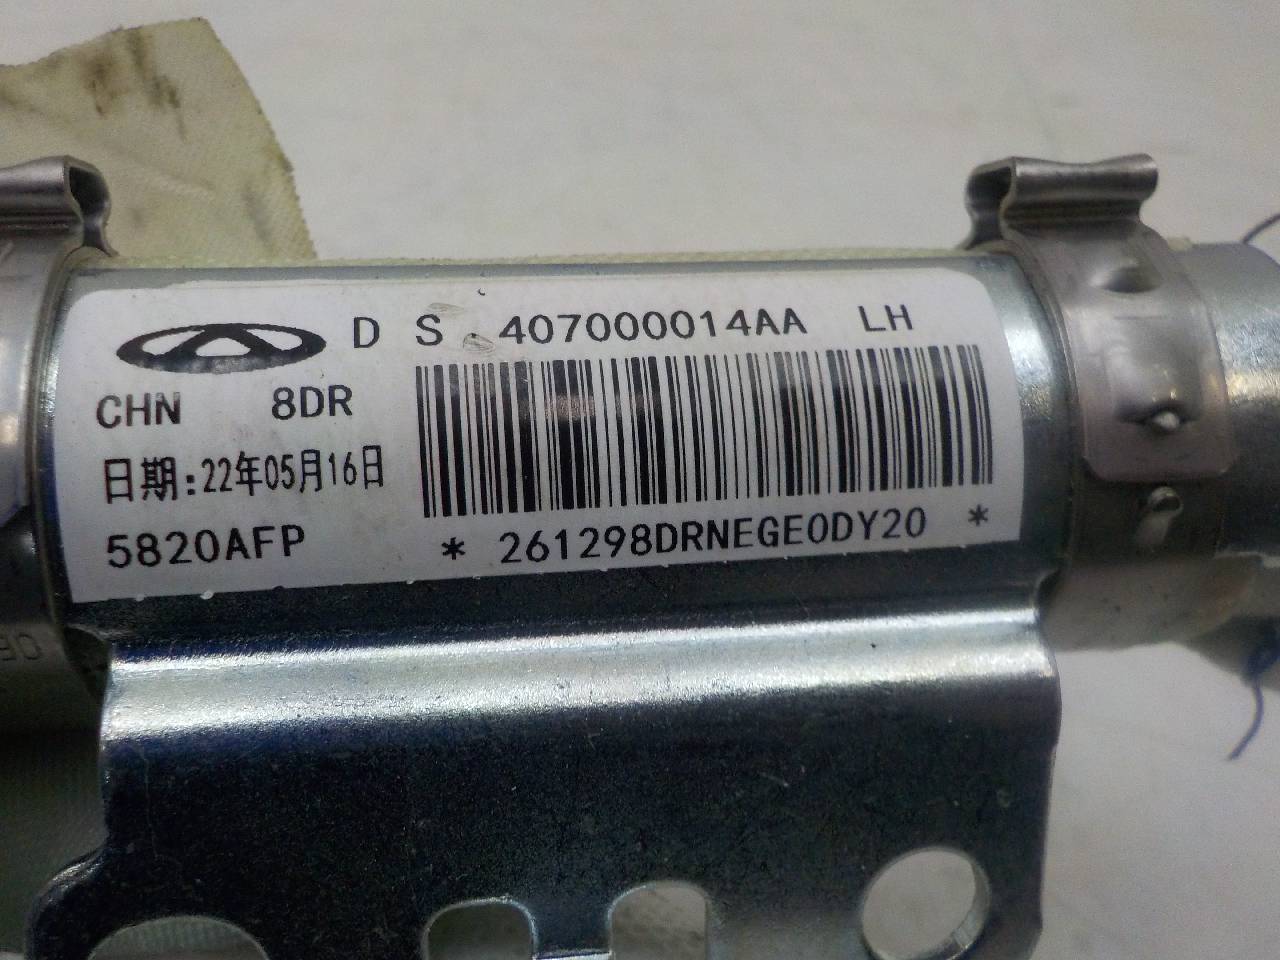 D S 407000014AA LH
CHN 8DR
日期:22年05月16日
5820AFP
* 261298DRNEGE0DY20 *